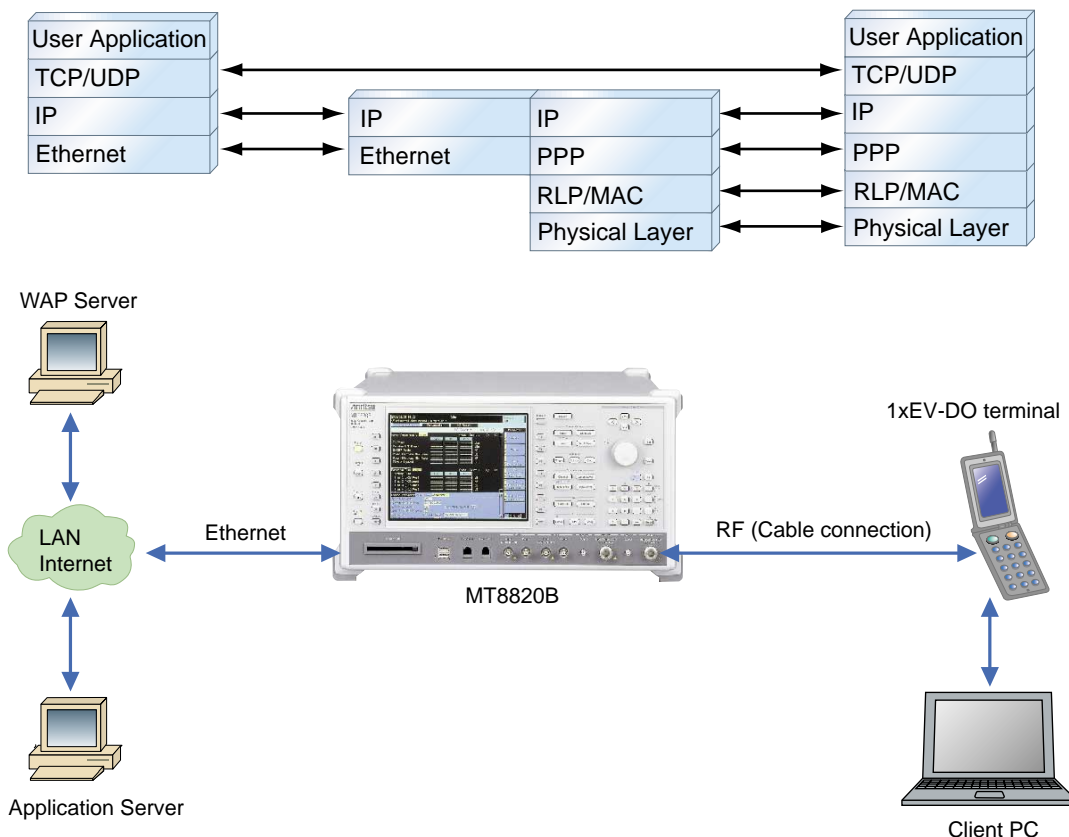 User Application
TCP/UDP
IP
Ethernet
IP
Ethernet
IP
PPP
RLP/MAC
Physical Layer
User Application
TCP/UDP
IP
PPP
RLP/MAC
Physical Layer
WAP Server
LAN
Internet
Application Server
Ethernet
MT8820B
RF (Cable connection)
1xEV-DO terminal
Client PC